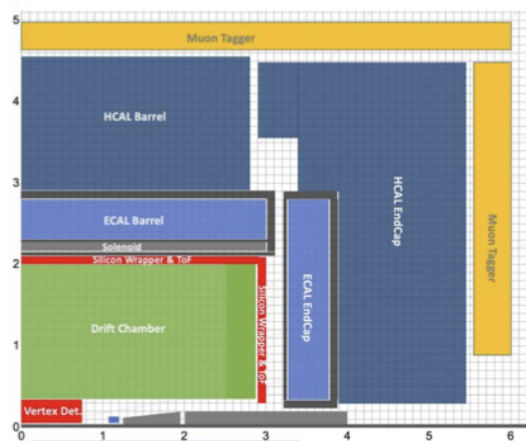 5
Muon Tagger
4
HCAL Barrel
HCAL EndCap
Muon Tagger
3
ECAL Barrel
Solenoid
2
Silicon Wrapper & ToF
Silicon Wrapper & ToF
ECAL EndCap
Drift Chamber
1
Vertex Det.
0
0 1 2 3 4 5 6